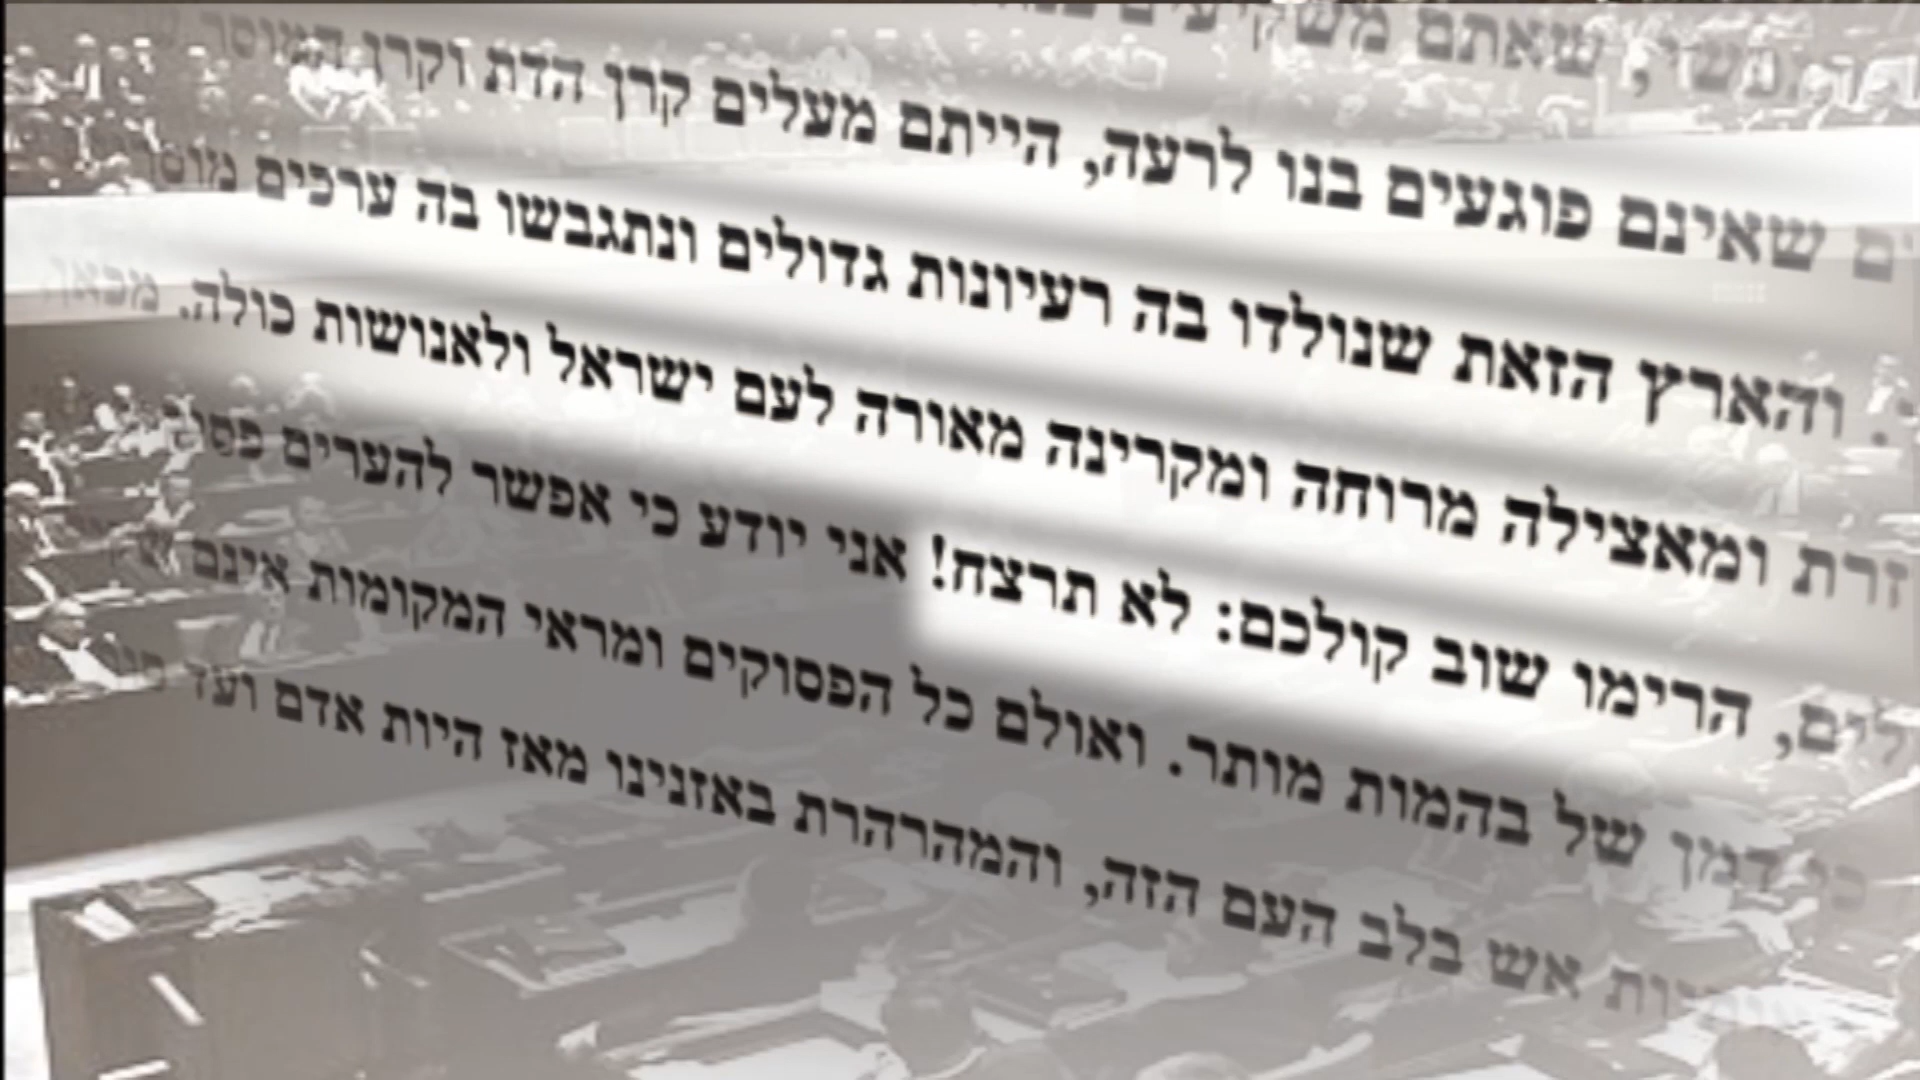 שאתם משקיעים
שאינם פוגעים בנו לרעה, הייתם מעלים קרן הדת וקרן המוסר
והארץ הזאת שנולדו בה רעיונות גדולים ונתגבשו בה ערכים מוסר
זרת ומאצילה מרוחה ומקרינה מאורה לעם ישראל ולאנושות כולה. מכאן
לים, הרימו שוב קולכם: לא תרצח! אני יודע כי אפשר להערים פסו
כי דמן של בהמות מותר. ואולם כל הפסוקים ומראי המקומות אינם
אש בלב העם הזה, והמהרהרת באזנינו מאז היות אדם ועד